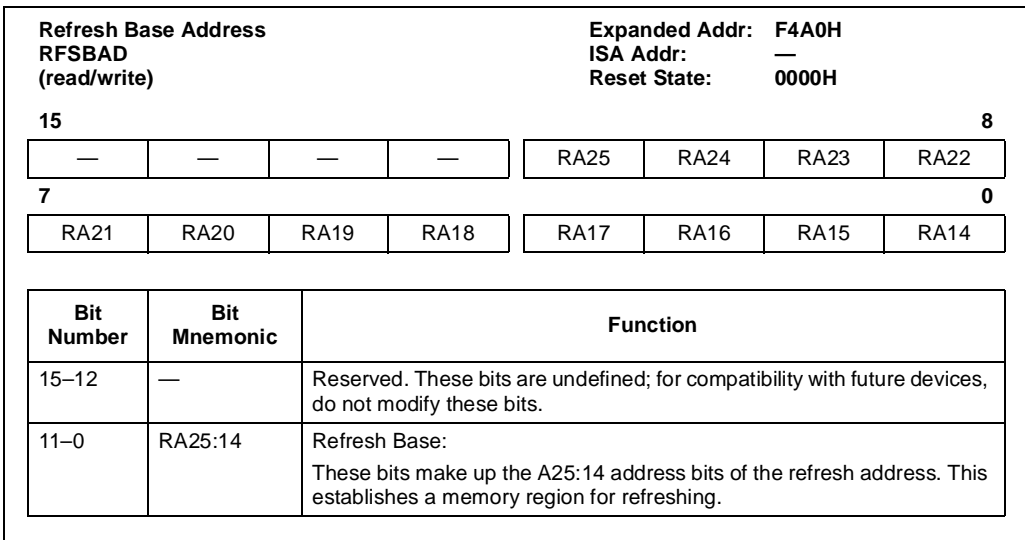 Refresh Base Address Expanded Addr: F4A0H
RFSBAD ISA Addr: —
(read/write) Reset State: 0000H
15 8
— — — — RA25 RA24 RA23 RA22
7 0
RA21 RA20 RA19 RA18 RA17 RA16 RA15 RA14
Bit Number Bit Mnemonic Function
15–12 — Reserved. These bits are undefined; for compatibility with future devices,
do not modify these bits.
11–0 RA25:14 Refresh Base:
These bits make up the A25:14 address bits of the refresh address. This
establishes a memory region for refreshing.